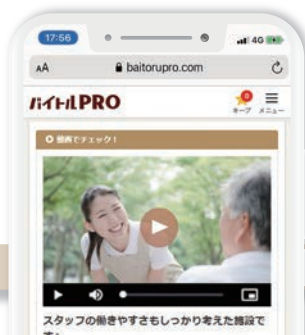 17:56
4G
AA
baitorupro.com
バイトルPRO
キープ
メニュー
動画でチェック!
スタッフの働きやすさもしっかり考えた施設で
す！